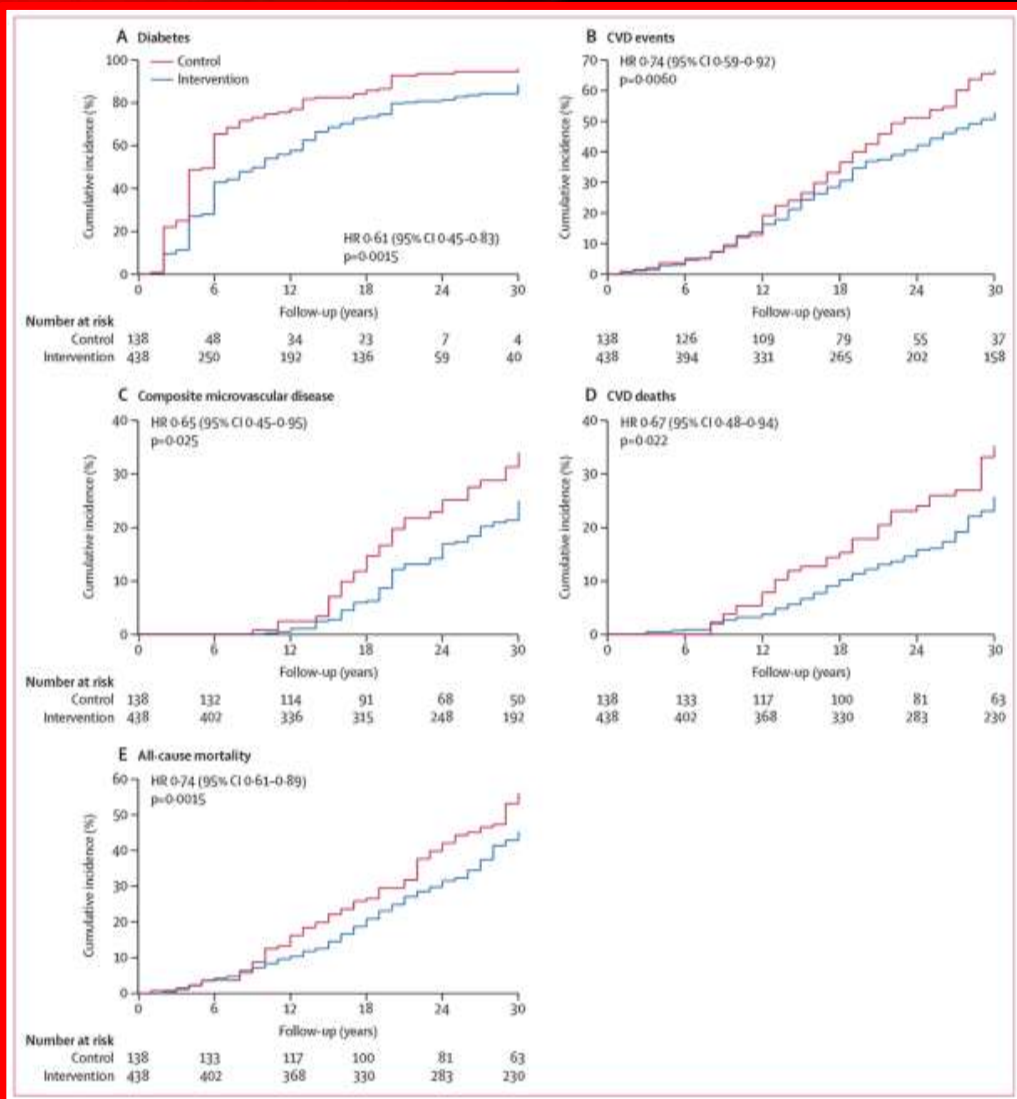 A Diabetes
Control
Intervention
HR 0·61 (95% CI 0·45–0·83)
p=0·0015
Cumulative incidence (%)
100
80
60
40
20
0
0 6 12 18 24 30
Follow-up (years)
Number at risk
Control 138 48 34 23 7 4
Intervention 438 250 192 136 59 40
B CVD events
HR 0·74 (95% CI 0·59–0·92)
p=0·0060
Cumulative incidence (%)
70
60
50
40
30
20
10
0
0 6 12 18 24 30
Follow-up (years)
138 126 109 79 55 37
438 394 331 265 202 158
C Composite microvascular disease
HR 0·65 (95% CI 0·45–0·95)
p=0·025
Cumulative incidence (%)
40
30
20
10
0
0 6 12 18 24 30
Follow-up (years)
Number at risk
Control 138 132 114 91 68 50
Intervention 438 402 336 315 248 192
D CVD deaths
HR 0·67 (95% CI 0·48–0·94)
p=0·022
Cumulative incidence (%)
40
30
20
10
0
0 6 12 18 24 30
Follow-up (years)
138 133 117 100 81 63
438 402 368 330 283 230
E All-cause mortality
HR 0·74 (95% CI 0·61–0·89)
p=0·0015
Cumulative incidence (%)
60
50
40
30
20
10
0
0 6 12 18 24 30
Follow-up (years)
Number at risk
Control 138 133 117 100 81 63
Intervention 438 402 368 330 283 230